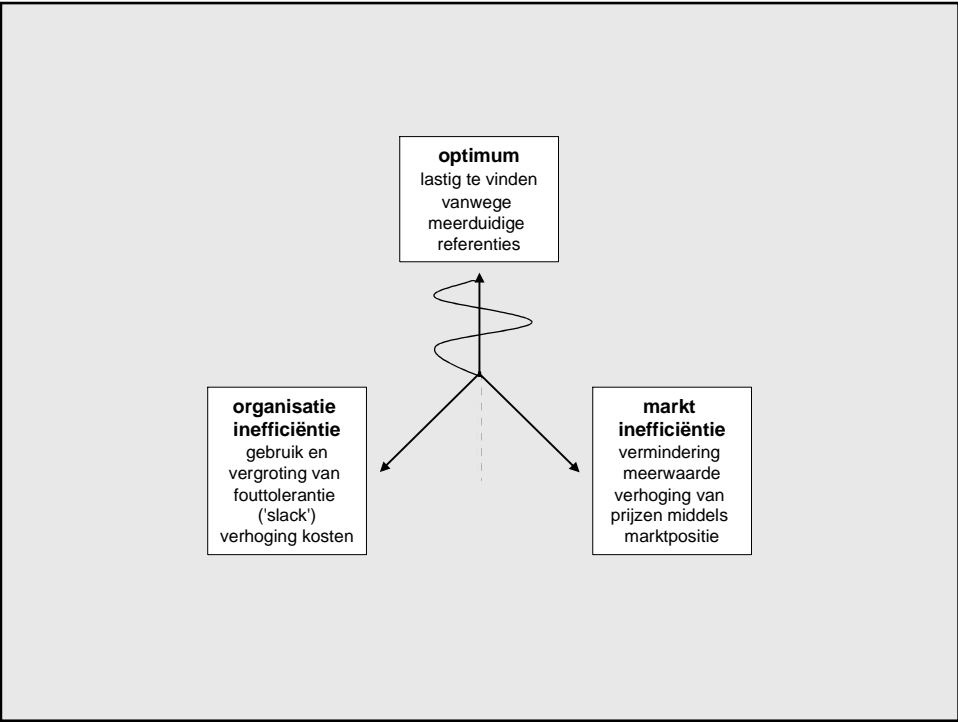 optimum
lastig te vinden
vanwege
meerduidige
referenties
organisatie
inefficiëntie
gebruik en
vergroting van
fouttolerantie
('slack')
verhoging kosten
markt
inefficiëntie
vermindering
meerwaarde
verhoging van
prijzen middels
marktpositie